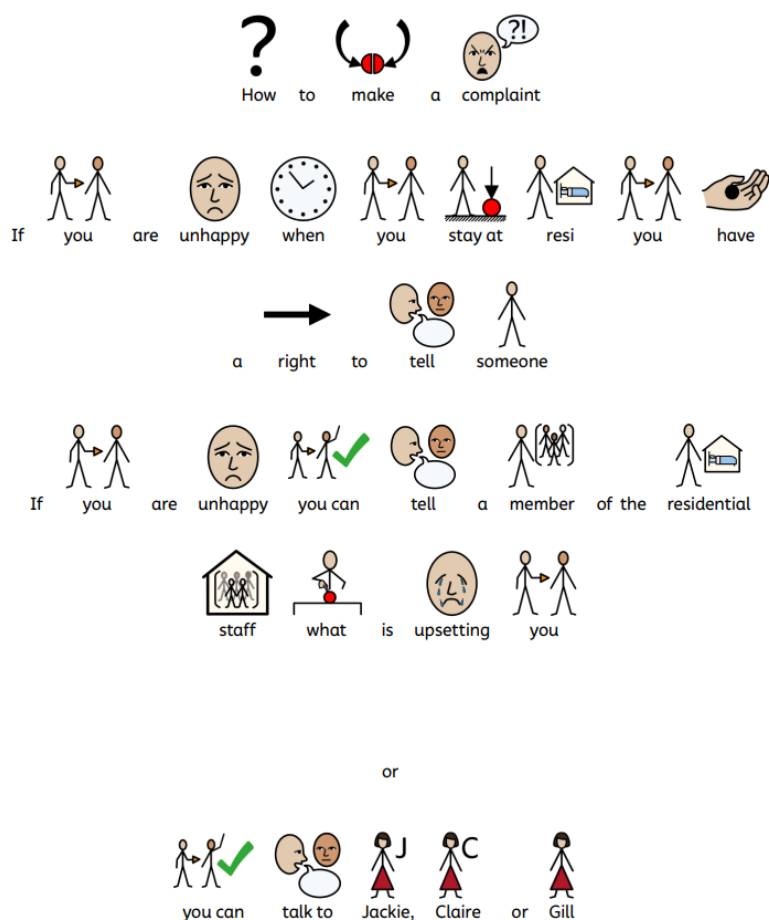 How to make a complaint
If you are unhappy when you stay at resi you have
a right to tell someone
If you are unhappy you can tell a member of the residential
staff what is upsetting you
or
you can talk to Jackie, Claire or Gill